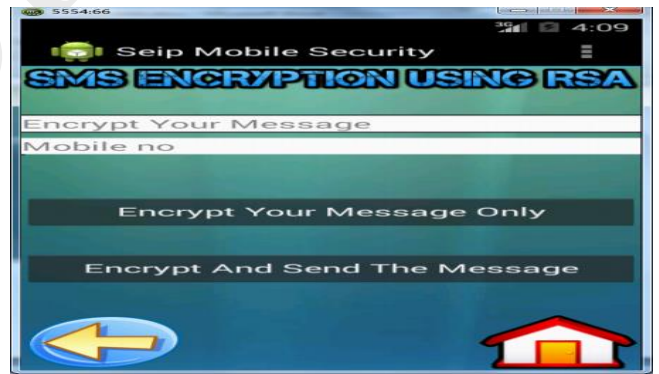 5554:66
3G 4:09
Seip Mobile Security
SMS ENCRYPTION USING RSA
Encrypt Your Message
Mobile no
Encrypt Your Message Only
Encrypt And Send The Message